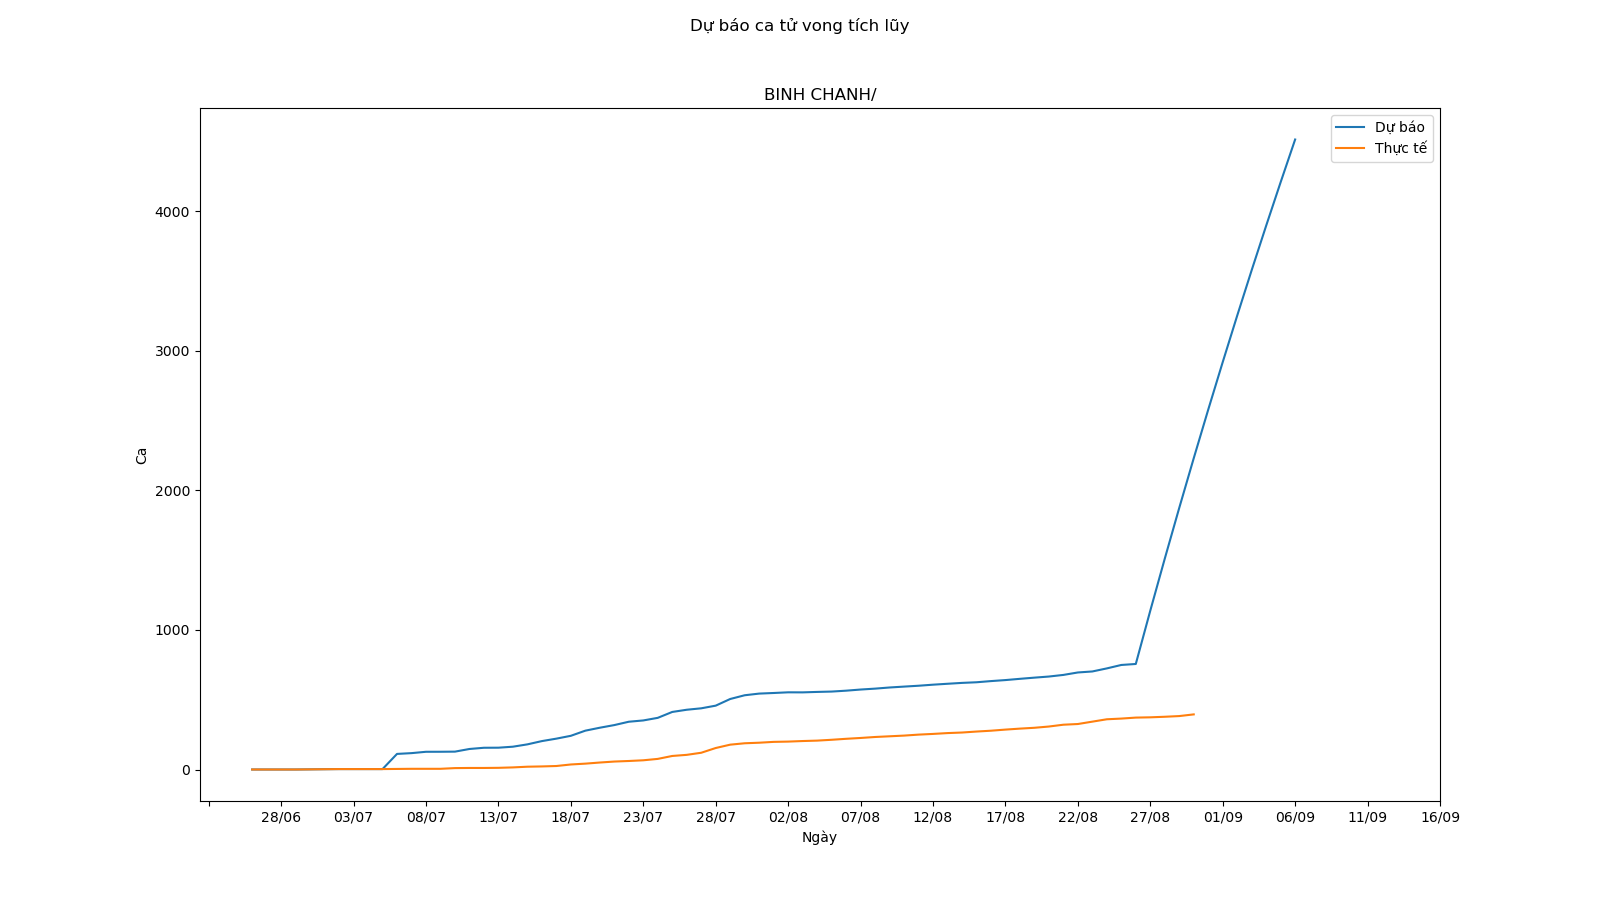 Dự báo ca tử vong tích lũy
BINH CHANH/
Dự báo
Thực tế
4000
3000
2000
1000
0
Ca
28/06 03/07 08/07 13/07 18/07 23/07 28/07 02/08 07/08 12/08 17/08 22/08 27/08 01/09 06/09 11/09 16/09
Ngày